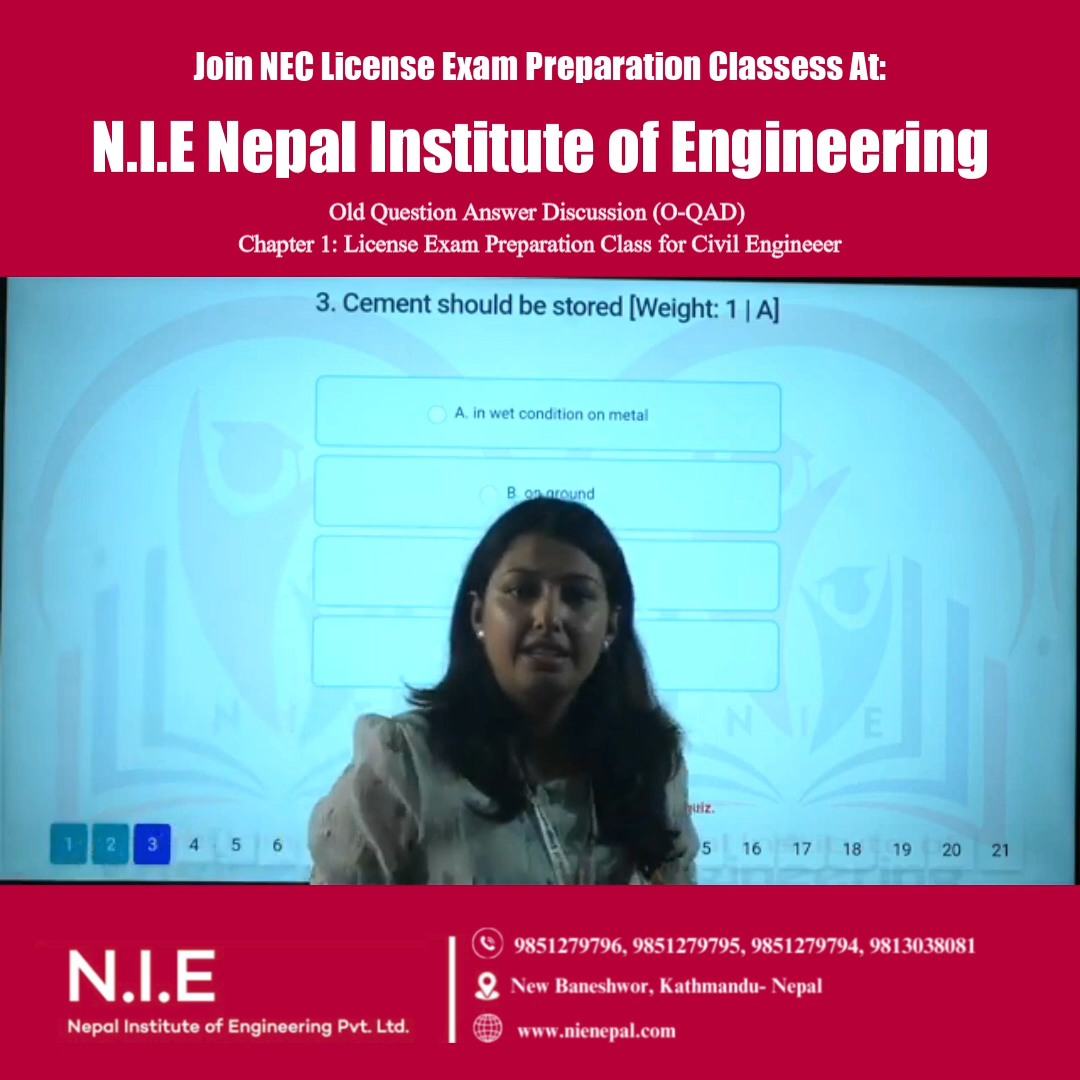 Join NEC License Exam Preparation Classess At:
N.I.E Nepal Institute of Engineering
Old Question Answer Discussion (O-QAD)
Chapter 1: License Exam Preparation Class for Civil Engineeer
3. Cement should be stored [Weight: 1 | A]
A. in wet condition on metal
B. on ground
N I E
quiz.
1 2 3 4 5 6 5 16 17 18 19 20 21
N.I.E
Nepal Institute of Engineering Pvt. Ltd.
9851279796, 9851279795, 9851279794, 9813038081
New Baneshwor, Kathmandu- Nepal
www.nienepal.com